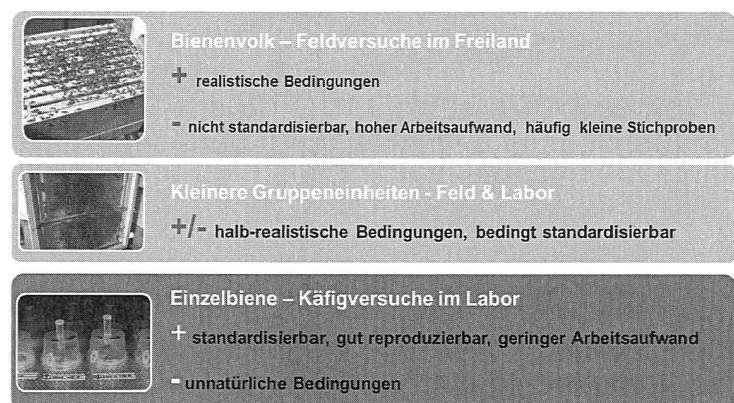 Bienenvolk – Feldversuche im Freiland
+ realistische Bedingungen
- nicht standardisierbar, hoher Arbeitsaufwand, häufig kleine Stichproben
Kleinere Gruppeneinheiten - Feld & Labor
+/- halb-realistische Bedingungen, bedingt standardisierbar
Einzelbiene – Käfigversuche im Labor
+ standardisierbar, gut reproduzierbar, geringer Arbeitsaufwand
- unnatürliche Bedingungen